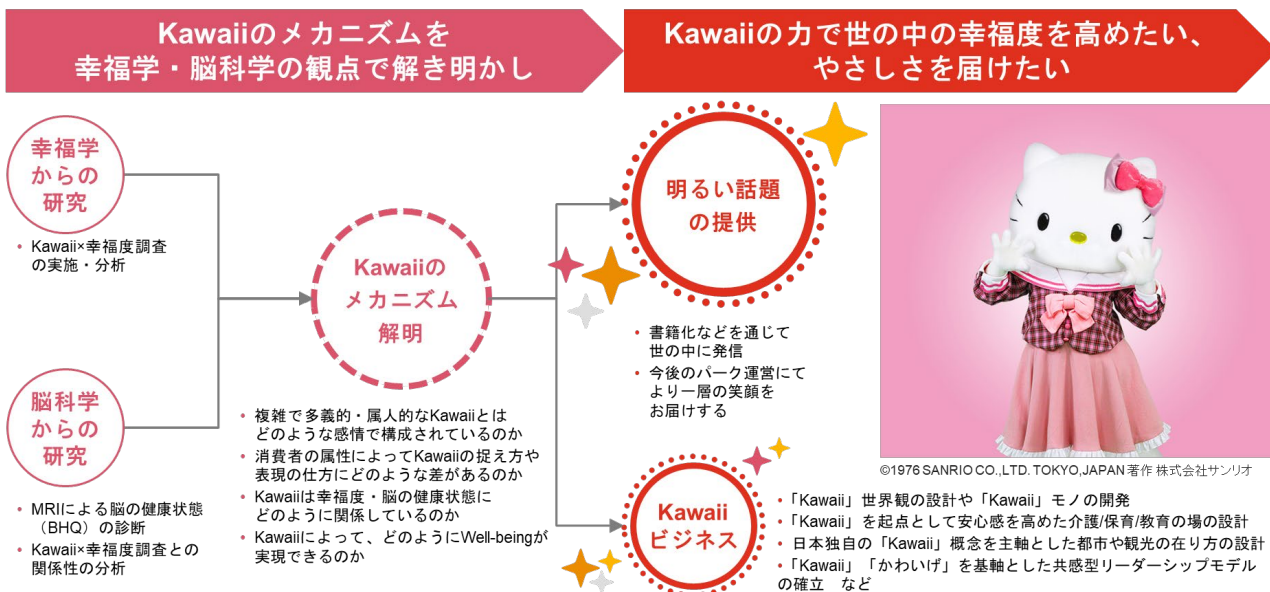 Kawaiiのメカニズムを
幸福学・脳科学の観点で解き明かし
Kawaiiの力で世の中の幸福度を高めたい、
やさしさを届けたい
幸福学
からの
研究
• Kawaii×幸福度調査
の実施・分析
脳科学
からの
研究
• MRIによる脳の健康状態
（BHQ）の診断
• Kawaii×幸福度調査との
関係性の分析
Kawaiiの
メカニズム
解明
• 複雑で多義的・属人的なKawaiiとは
どのような感情で構成されているのか
• 消費者の属性によってKawaiiの捉え方や
表現の仕方にどのような差があるのか
• Kawaiiは幸福度・脳の健康状態に
どのように関係しているのか
• Kawaiiによって、どのようにWell-beingが
実現できるのか
明るい話題
の提供
• 書籍化などを通じて
世の中に発信
• 今後のパーク運営にて
より一層の笑顔を
お届けする
©1976 SANRIO CO.,LTD. TOKYO,JAPAN 著作 株式会社サンリオ
Kawaii
ビジネス
• 「Kawaii」世界観の設計や「Kawaii」モノの開発
• 「Kawaii」を起点として安心感を高めた介護/保育/教育の場の設計
• 日本独自の「Kawaii」概念を主軸とした都市や観光の在り方の設計
• 「Kawaii」「かわいげ」を基軸とした共感型リーダーシップモデル
の確立　など